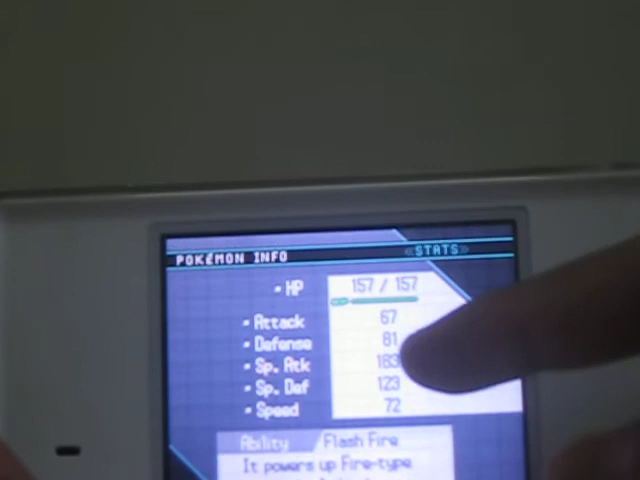 POKéMON INFO «STATS»
• HP 157 / 157
• Attack 67
• Defense 81
• Sp. Atk 183
• Sp. Def 123
• Speed 72
Ability Flash Fire
It powers up Fire-type